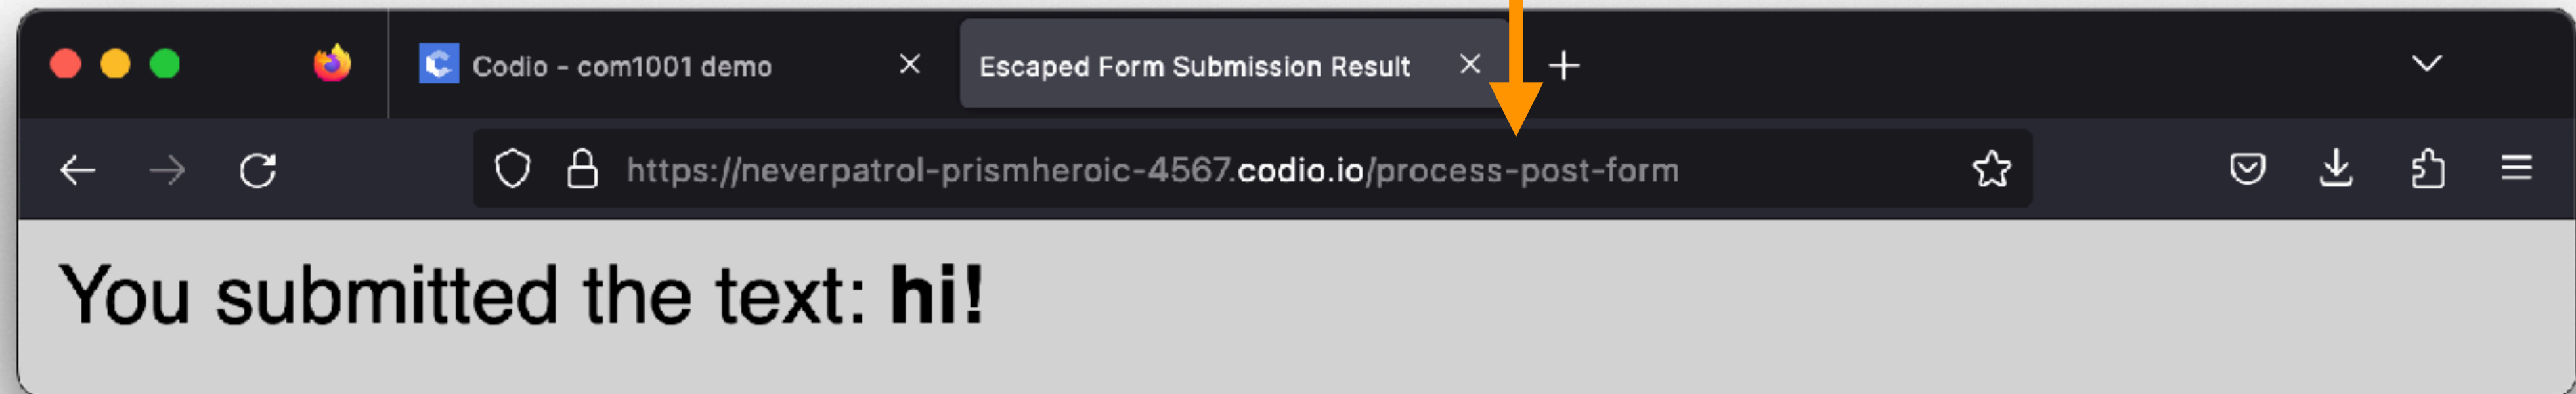 Codio - com1001 demo
Escaped Form Submission Result
https://neverpatrol-prismheroic-4567.codio.io/process-post-form
You submitted the text: hi!